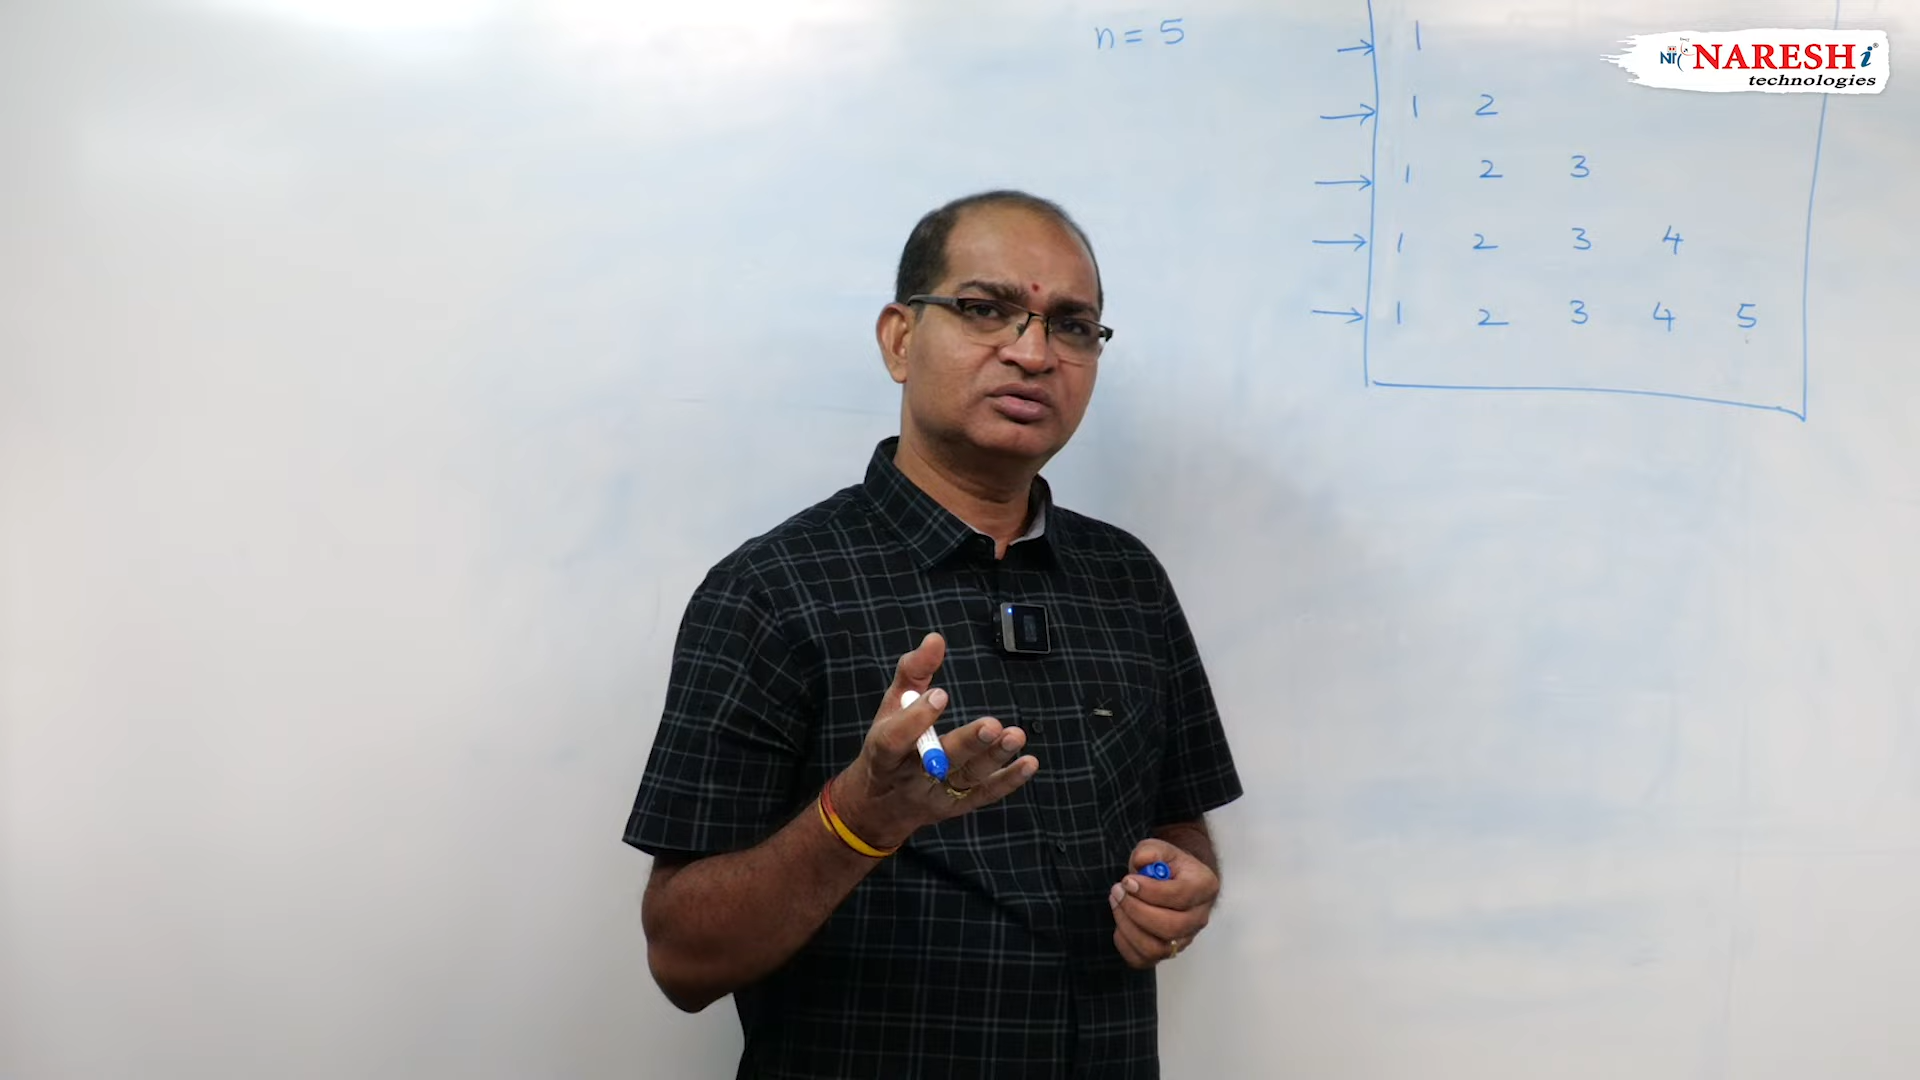 n = 5
1
1 2
1 2 3
1 2 3 4
1 2 3 4 5
NARESHi
technologies